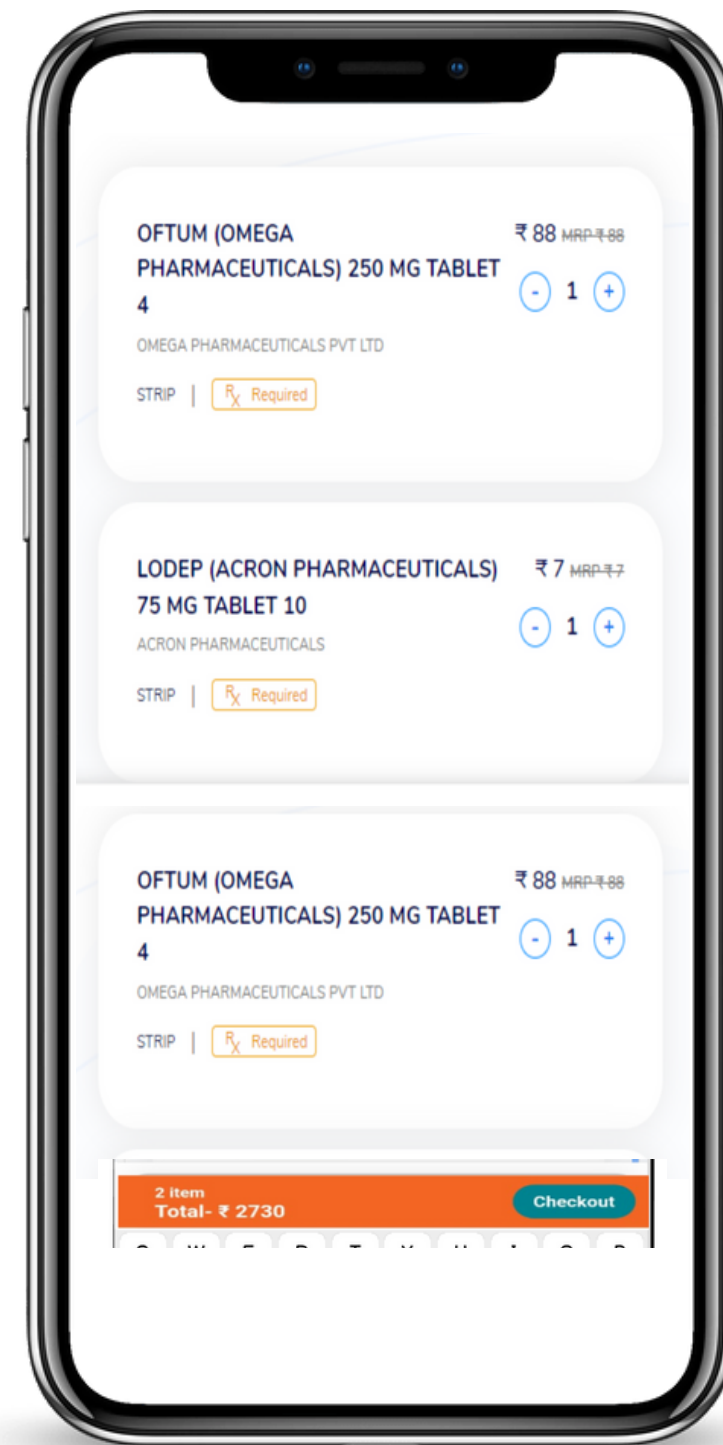 OFTUM (OMEGA
PHARMACEUTICALS) 250 MG TABLET
4
₹ 88 MRP ₹ 88
- 1 +
OMEGA PHARMACEUTICALS PVT LTD
STRIP | Rx Required
LODEP (ACRON PHARMACEUTICALS)
75 MG TABLET 10
₹ 7 MRP ₹ 7
- 1 +
ACRON PHARMACEUTICALS
STRIP | Rx Required
OFTUM (OMEGA
PHARMACEUTICALS) 250 MG TABLET
4
₹ 88 MRP ₹ 88
- 1 +
OMEGA PHARMACEUTICALS PVT LTD
STRIP | Rx Required
2 item
Total- ₹ 2730
Checkout